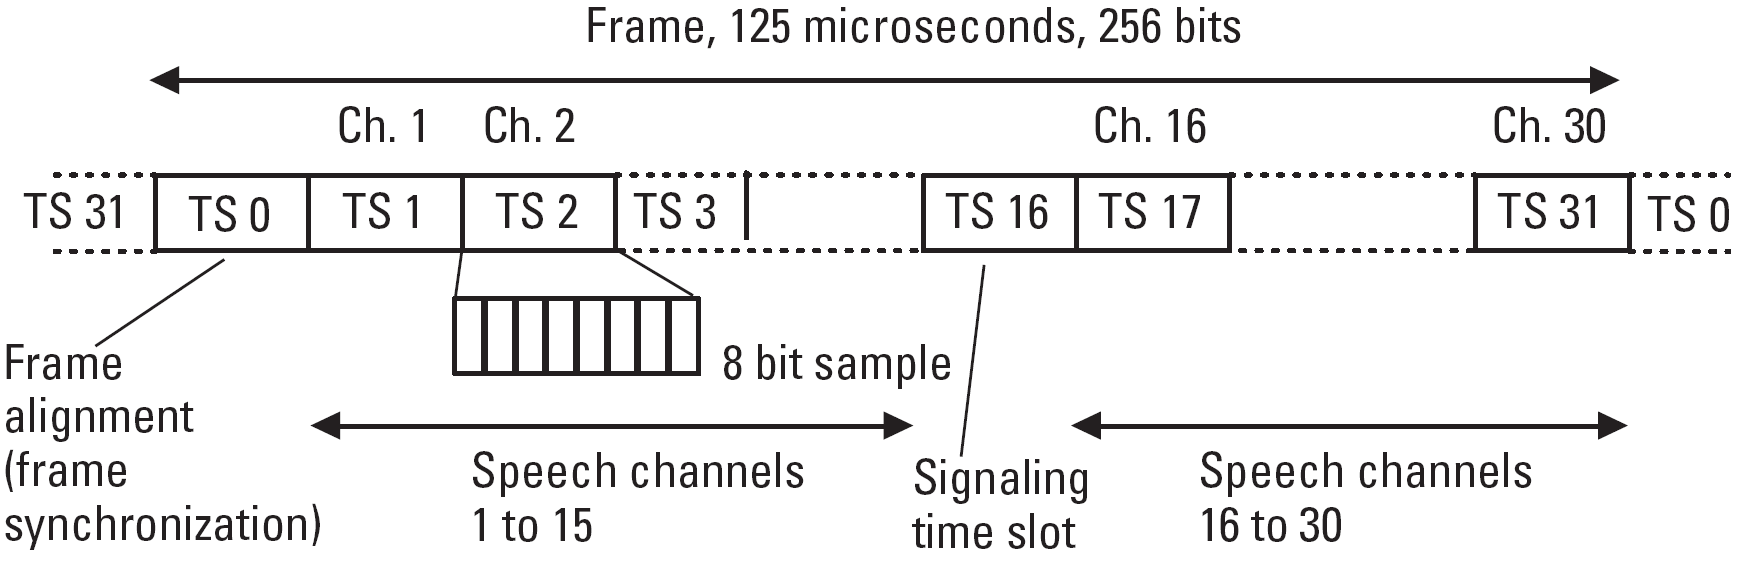 Frame, 125 microseconds, 256 bits
Ch. 1 Ch. 2 Ch. 16 Ch. 30
TS 31 TS 0 TS 1 TS 2 TS 3 TS 16 TS 17 TS 31 TS 0
8 bit sample
Frame
alignment
(frame
synchronization)
Speech channels
1 to 15
Signaling
time slot
Speech channels
16 to 30